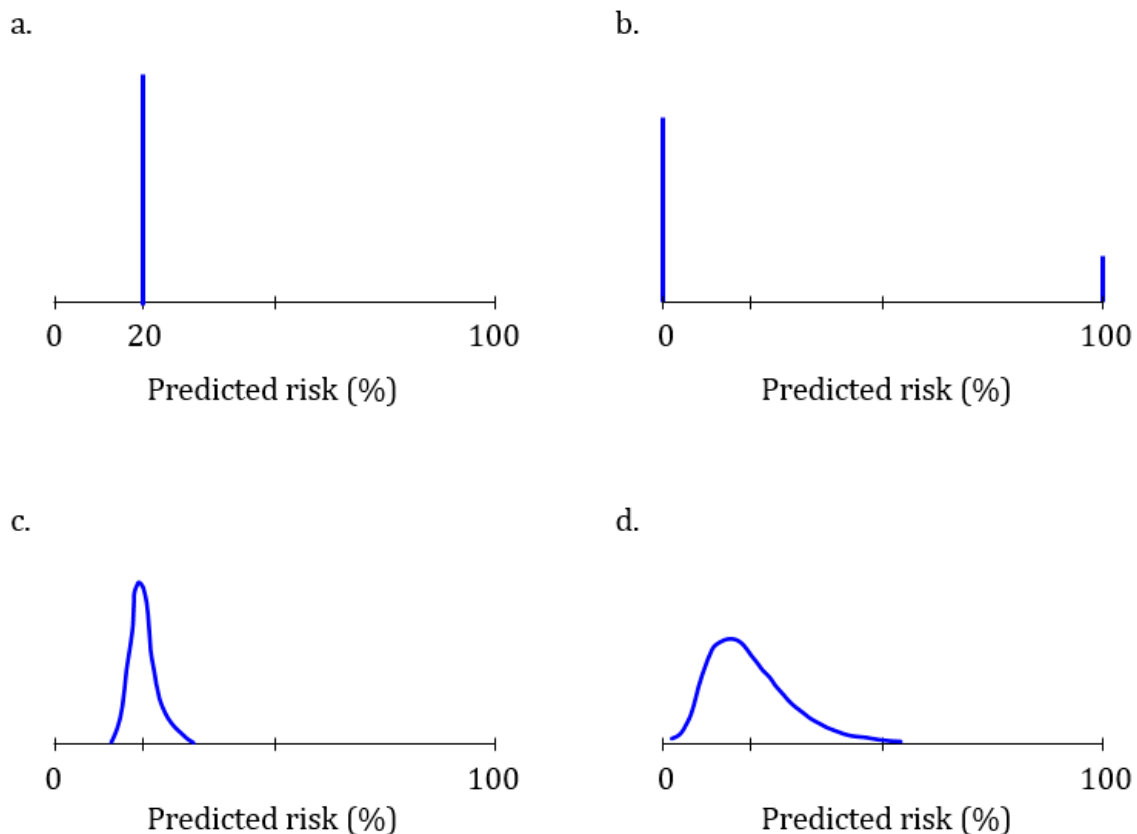 a.
b.
0 20 100
0 100
Predicted risk (%)
Predicted risk (%)
c.
d.
0 100
0 100
Predicted risk (%)
Predicted risk (%)